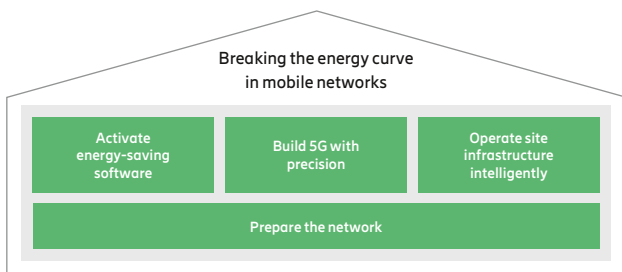 Breaking the energy curve
in mobile networks
Activate
energy-saving
software
Build 5G with
precision
Operate site
infrastructure
intelligently
Prepare the network